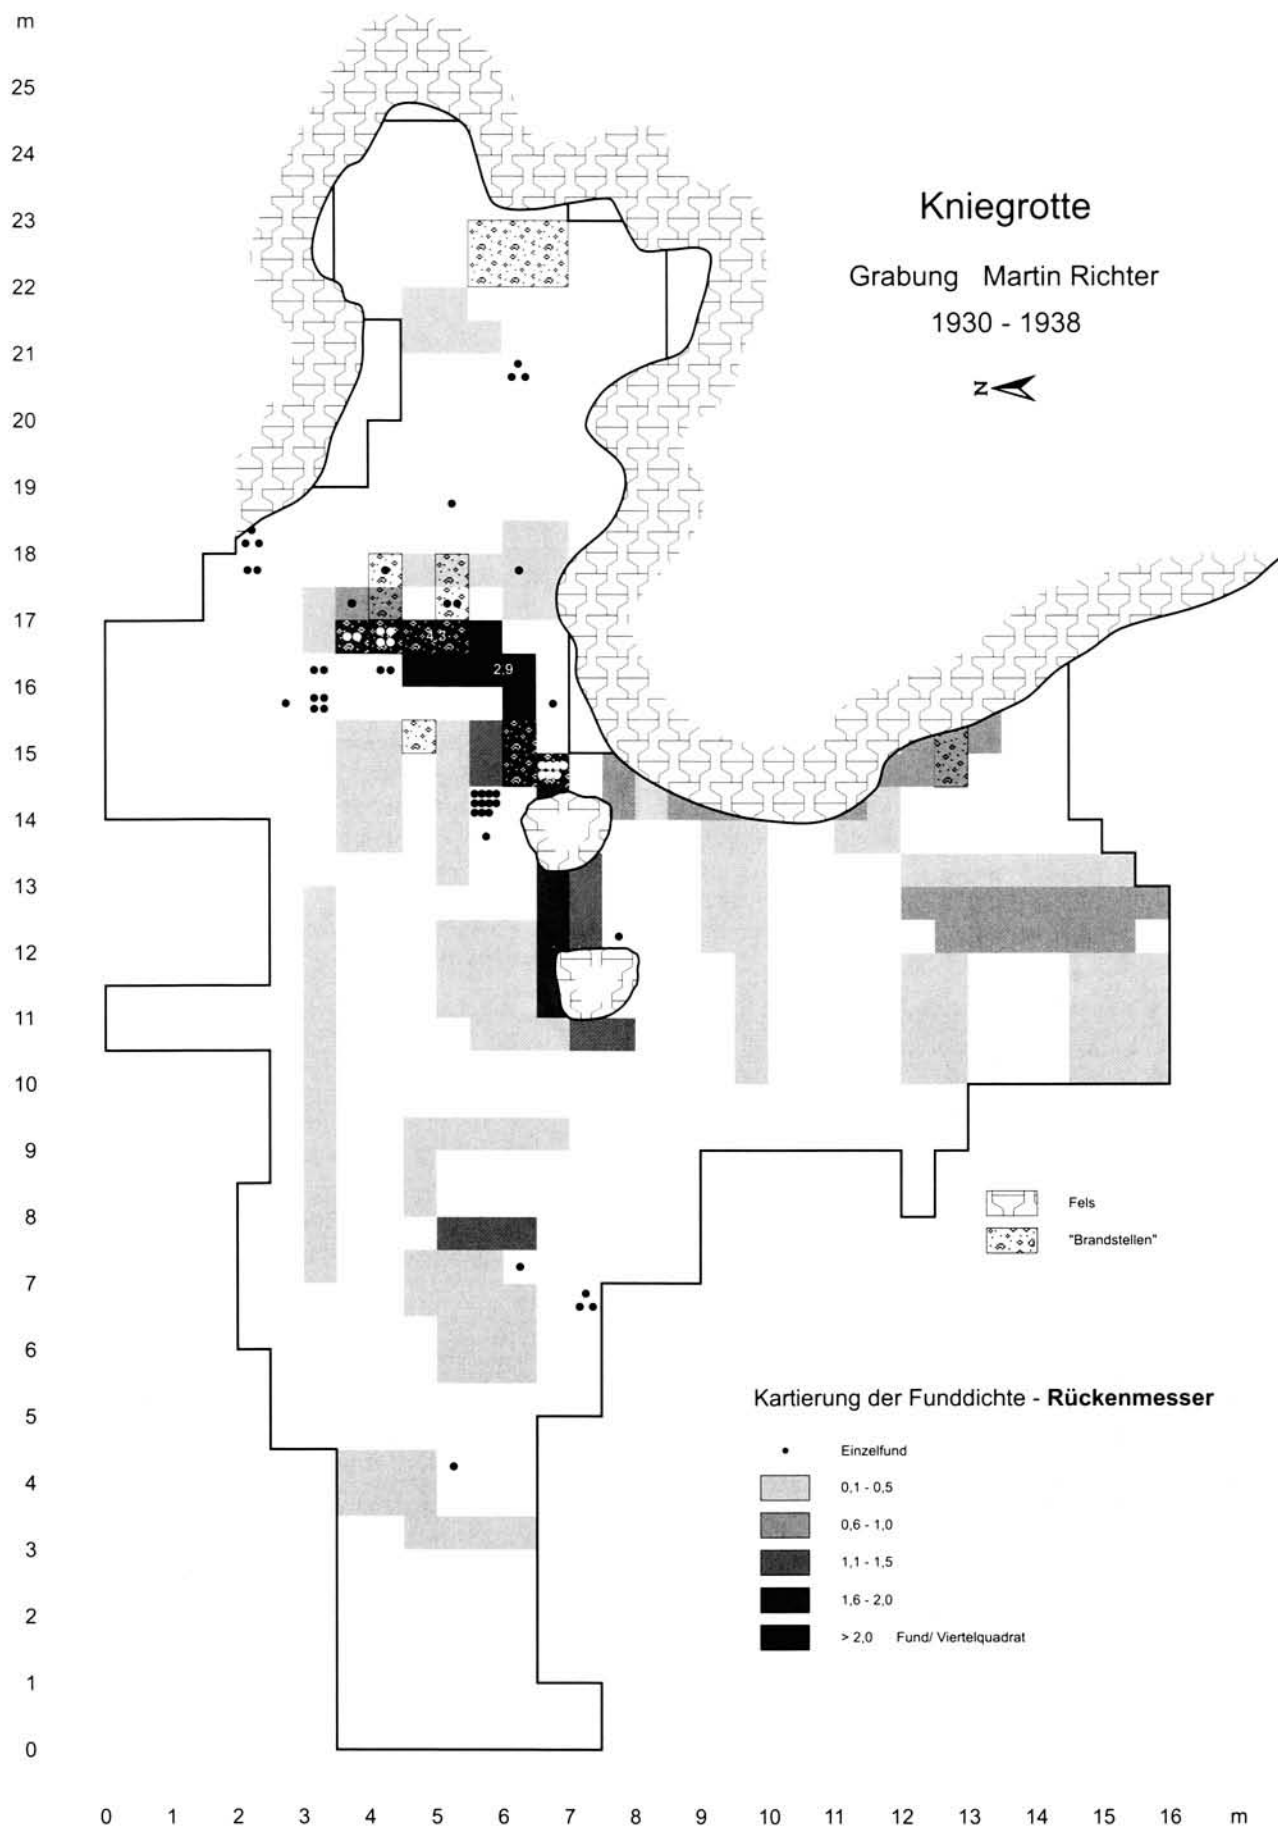 m
25
24
23
22
21
20
19
18
17
16
15
14
13
12
11
10
9
8
7
6
5
4
3
2
1
0
0 1 2 3 4 5 6 7 8 9 10 11 12 13 14 15 16 m
Kniegrotte
Grabung Martin Richter
1930 - 1938
N
4,3
2,9
Fels
"Brandstellen"
Kartierung der Funddichte - Rückenmesser
Einzelfund
0,1 - 0,5
0,6 - 1,0
1,1 - 1,5
1,6 - 2,0
> 2,0 Fund/ Viertelquadrat